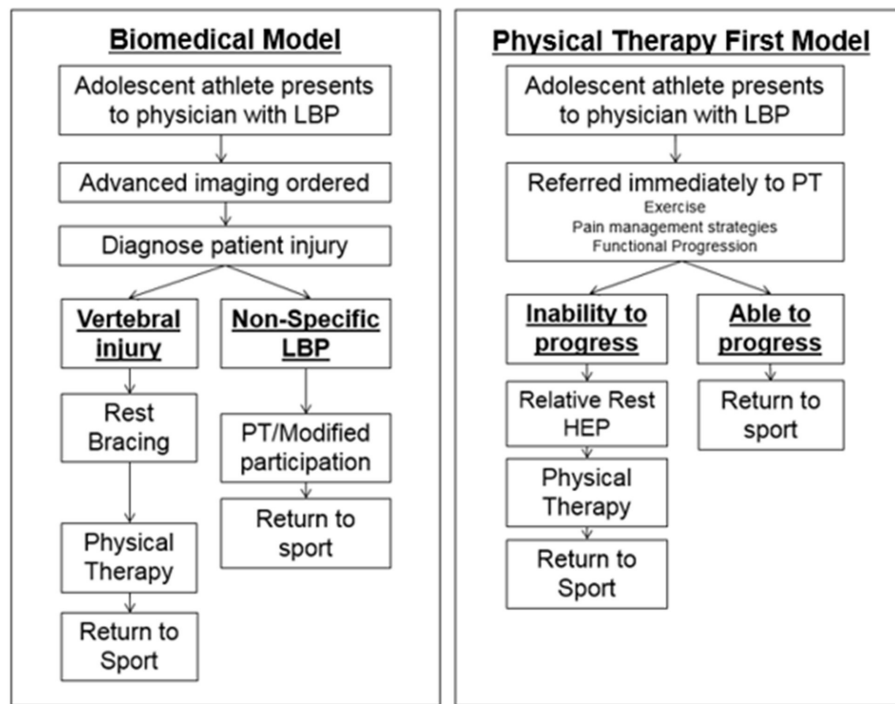 Biomedical Model
Adolescent athlete presents
to physician with LBP
Advanced imaging ordered
Diagnose patient injury
Vertebral
injury
Non-Specific
LBP
Rest
Bracing
PT/Modified
participation
Physical
Therapy
Return to
sport
Return to
Sport
Physical Therapy First Model
Adolescent athlete presents
to physician with LBP
Referred immediately to PT
Exercise
Pain management strategies
Functional Progression
Inability to
progress
Able to
progress
Relative Rest
HEP
Return to
sport
Physical
Therapy
Return to
Sport